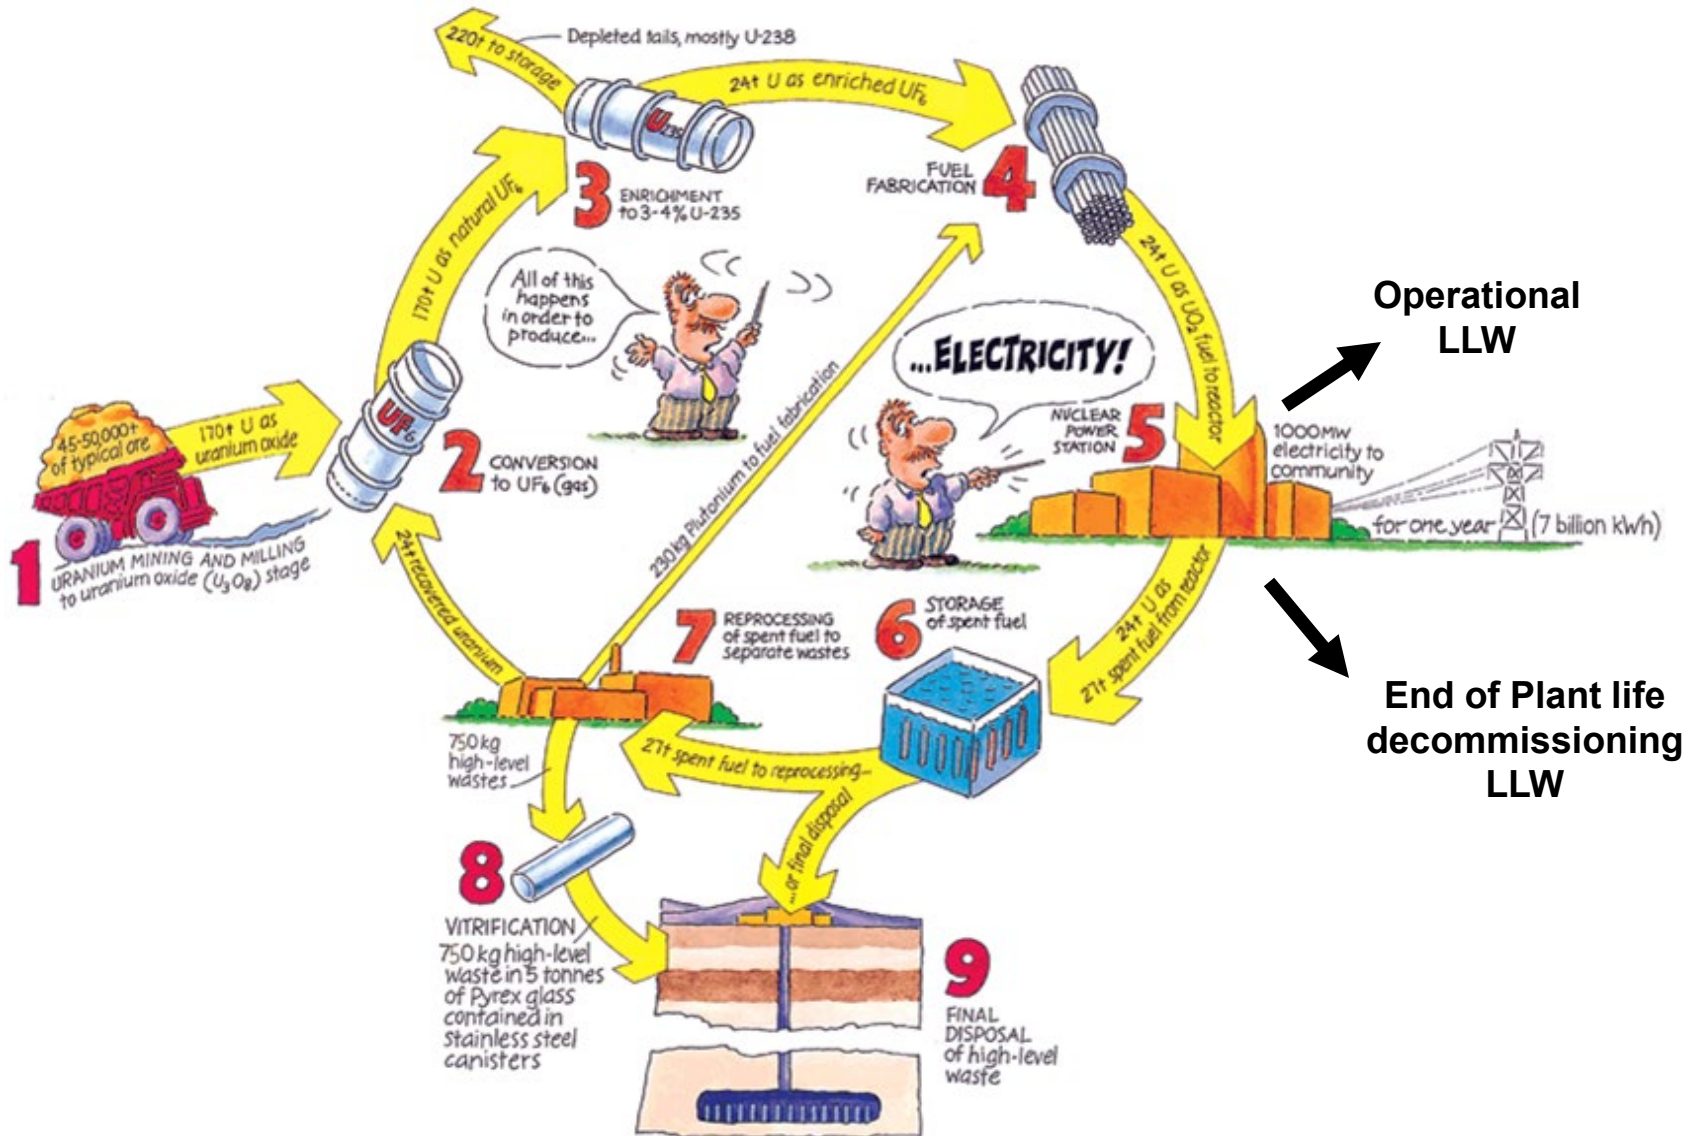 220t to storage
Depleted tails, mostly U-238
24t U as enriched UF₆
U235
3
ENRICHMENT
to 3-4% U-235
FUEL
FABRICATION
4
170t U as natural UF₆
All of this
happens
in order to
produce...
24t U as UO₂ fuel to reactor
Operational
LLW
...ELECTRICITY!
45-50,000t
of typical ore
170t U as
uranium oxide
UF₆
2
CONVERSION
to UF₆ (gas)
NUCLEAR
POWER
STATION
5
1000MW
electricity to
community
for one year
(7 billion kWh)
1
URANIUM MINING AND MILLING
to uranium oxide (U₃O₈) stage
24t recovered uranium
230kg Plutonium to fuel fabrication
7
REPROCESSING
of spent fuel to
separate wastes
6
STORAGE
of spent fuel
24t U as
27t spent fuel from reactor
End of Plant life
decommissioning
LLW
750kg
high-level
wastes
27t spent fuel to reprocessing...
...or final disposal
8
VITRIFICATION
750kg high-level
waste in 5 tonnes
of Pyrex glass
contained in
stainless steel
canisters
9
FINAL
DISPOSAL
of high-level
waste